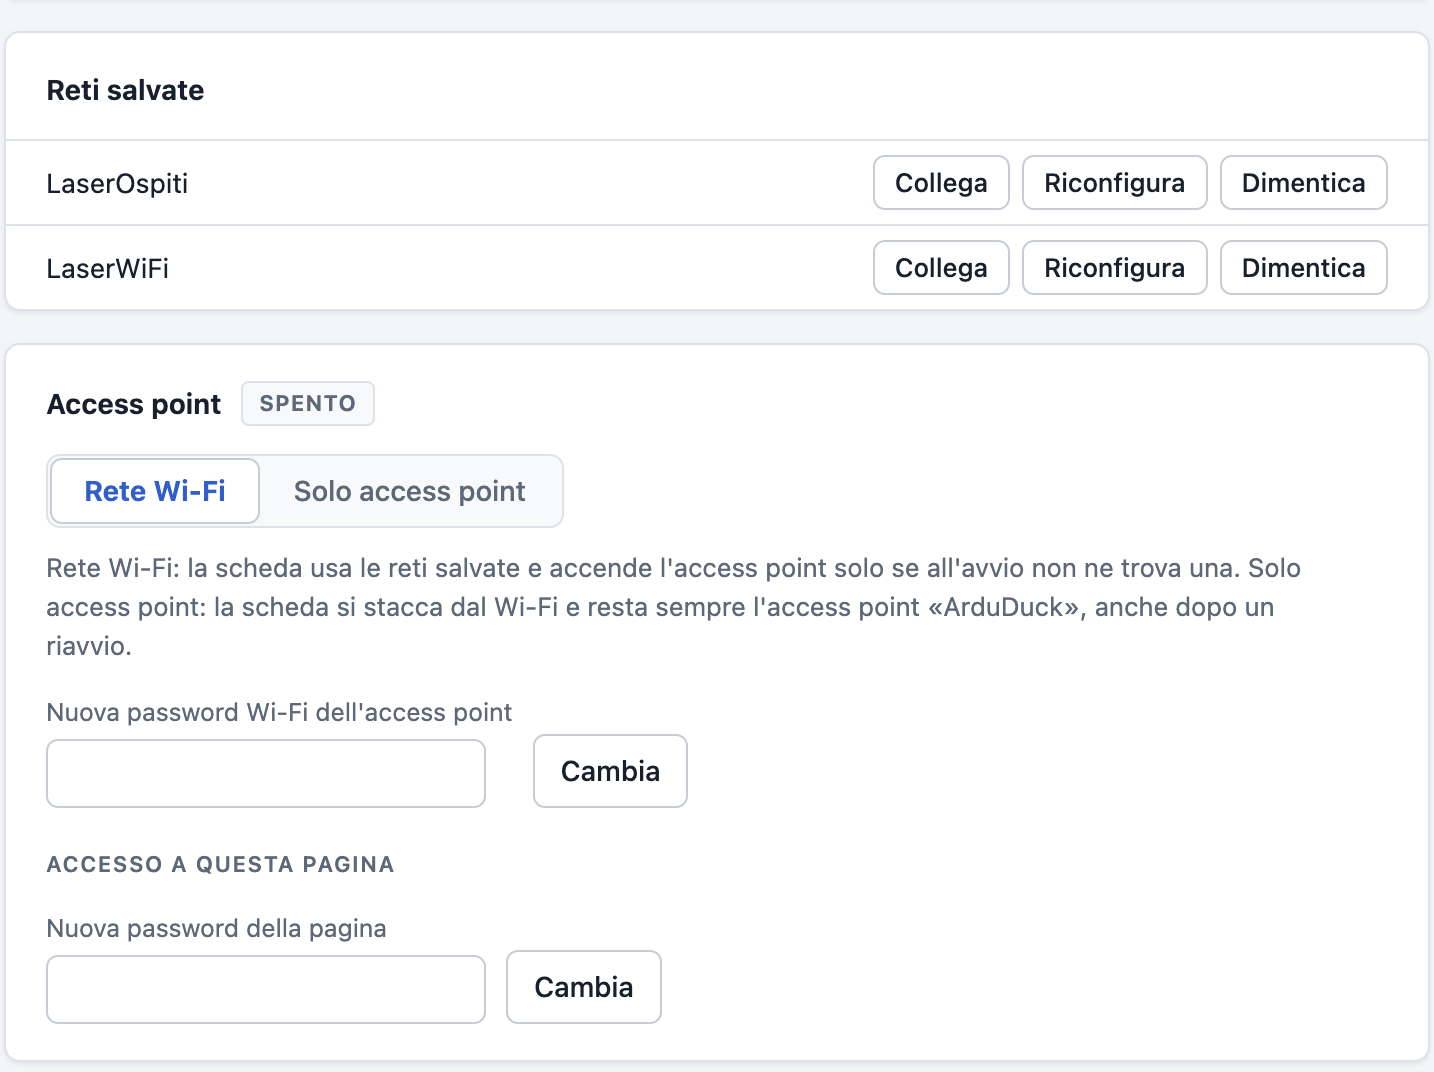 Reti salvate
LaserOspiti Collega Riconfigura Dimentica
LaserWiFi Collega Riconfigura Dimentica
Access point SPENTO
Rete Wi-Fi Solo access point
Rete Wi-Fi: la scheda usa le reti salvate e accende l'access point solo se all'avvio non ne trova una. Solo
access point: la scheda si stacca dal Wi-Fi e resta sempre l'access point «ArduDuck», anche dopo un
riavvio.
Nuova password Wi-Fi dell'access point
Cambia
ACCESSO A QUESTA PAGINA
Nuova password della pagina
Cambia